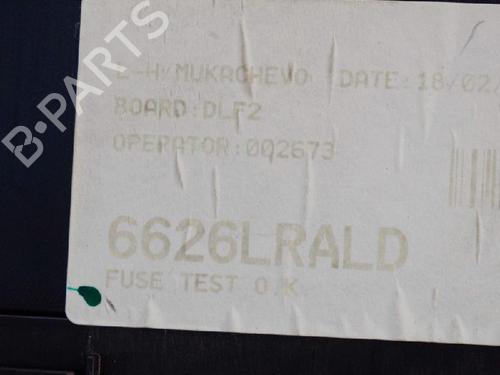 L-H/MUKACHEVO DATE:18/02/
BOARD:DLF2
OPERATOR:002673
6626LRALD
FUSE TEST O.K
B-PARTS